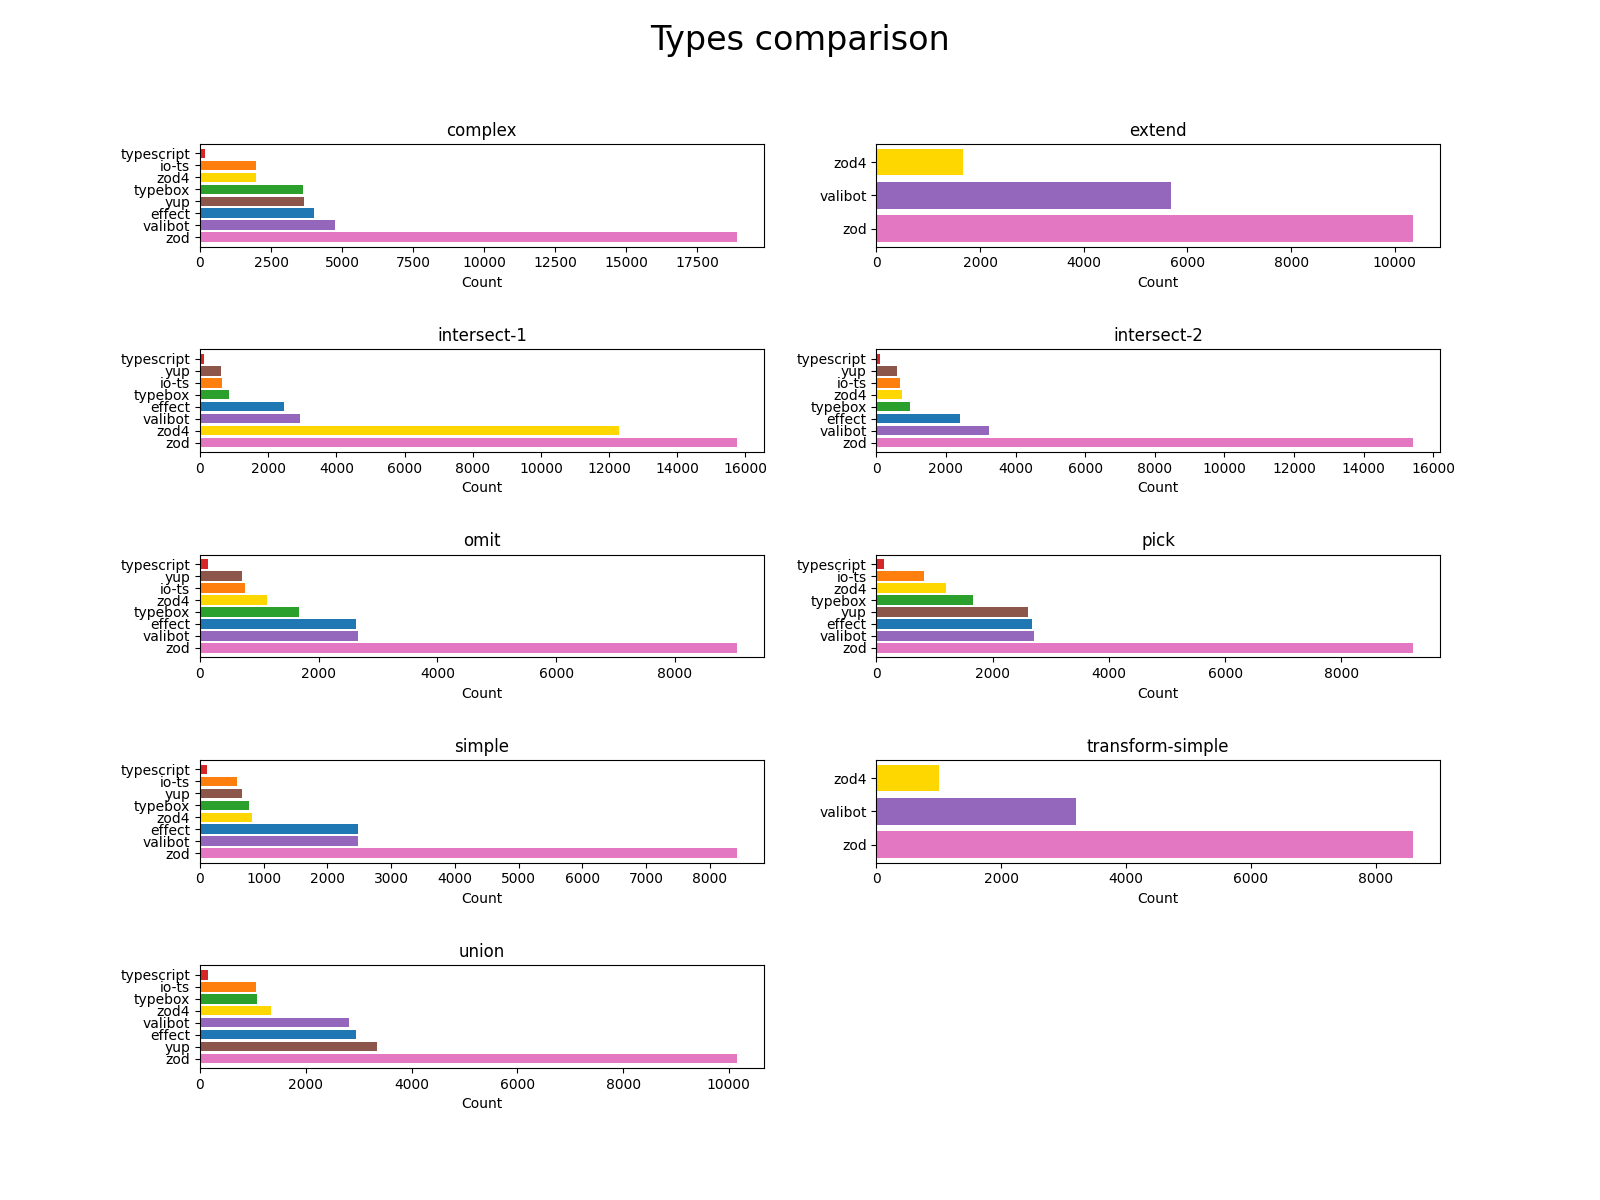 Types comparison
complex
typescript
io-ts
zod4
typebox
yup
effect
valibot
zod
0 2500 5000 7500 10000 12500 15000 17500
Count
extend
zod4
valibot
zod
0 2000 4000 6000 8000 10000
Count
intersect-1
typescript
yup
io-ts
typebox
effect
valibot
zod4
zod
0 2000 4000 6000 8000 10000 12000 14000 16000
Count
intersect-2
typescript
yup
io-ts
zod4
typebox
effect
valibot
zod
0 2000 4000 6000 8000 10000 12000 14000 16000
Count
omit
typescript
yup
io-ts
zod4
typebox
effect
valibot
zod
0 2000 4000 6000 8000
Count
pick
typescript
io-ts
zod4
typebox
yup
effect
valibot
zod
0 2000 4000 6000 8000
Count
simple
typescript
io-ts
yup
typebox
zod4
effect
valibot
zod
0 1000 2000 3000 4000 5000 6000 7000 8000
Count
transform-simple
zod4
valibot
zod
0 2000 4000 6000 8000
Count
union
typescript
io-ts
typebox
zod4
valibot
effect
yup
zod
0 2000 4000 6000 8000 10000
Count